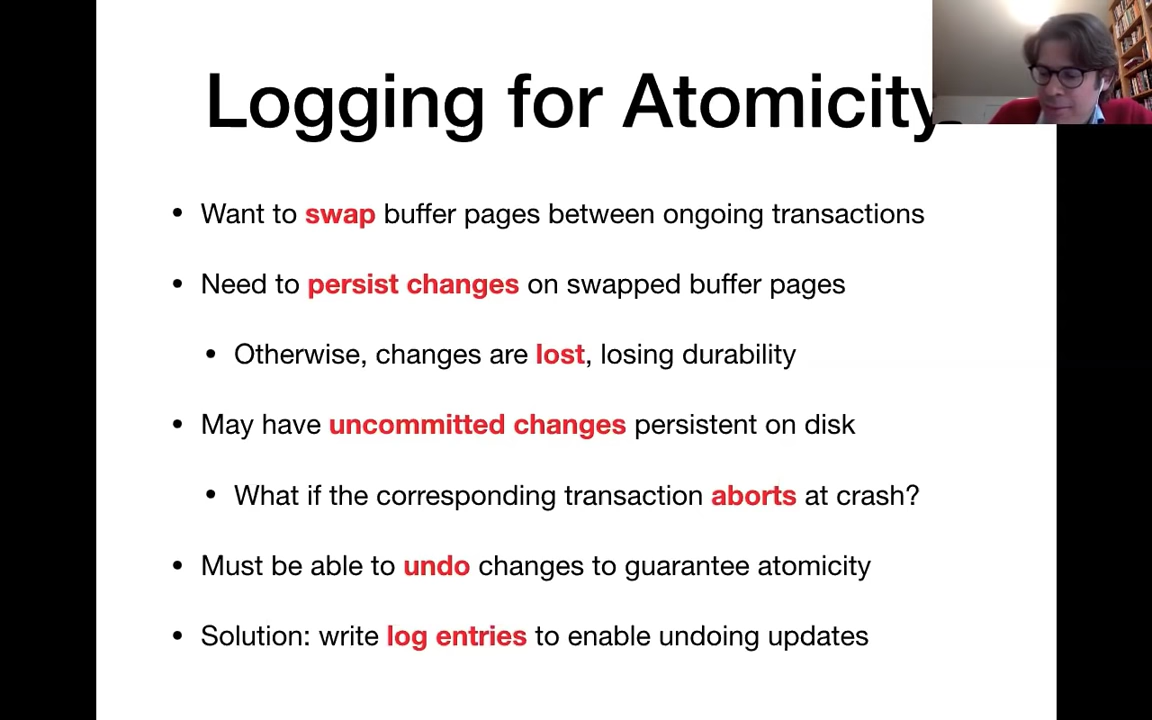 Logging for Atomicity
• Want to swap buffer pages between ongoing transactions
• Need to persist changes on swapped buffer pages
• Otherwise, changes are lost, losing durability
• May have uncommitted changes persistent on disk
• What if the corresponding transaction aborts at crash?
• Must be able to undo changes to guarantee atomicity
• Solution: write log entries to enable undoing updates